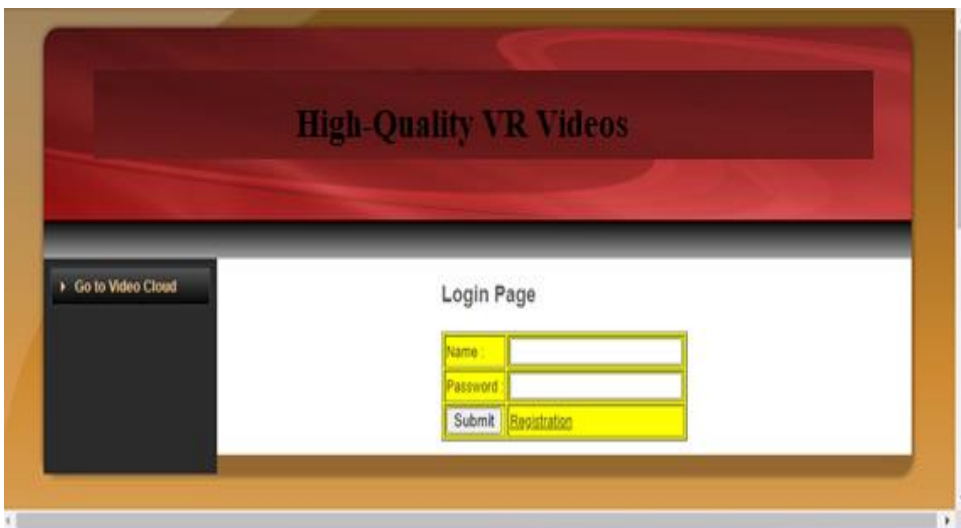 High-Quality VR Videos
Go to Video Cloud
Login Page
Name :
Password :
Submit Registration